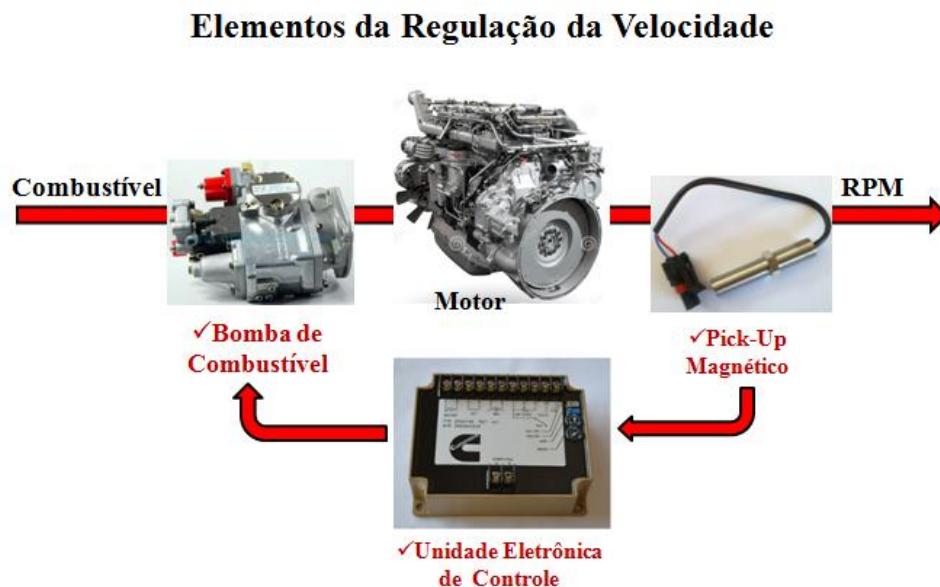 Elementos da Regulação da Velocidade
Combustível
RPM
Motor
✓Bomba de
Combustível
✓Pick-Up
Magnético
✓Unidade Eletrônica
de Controle